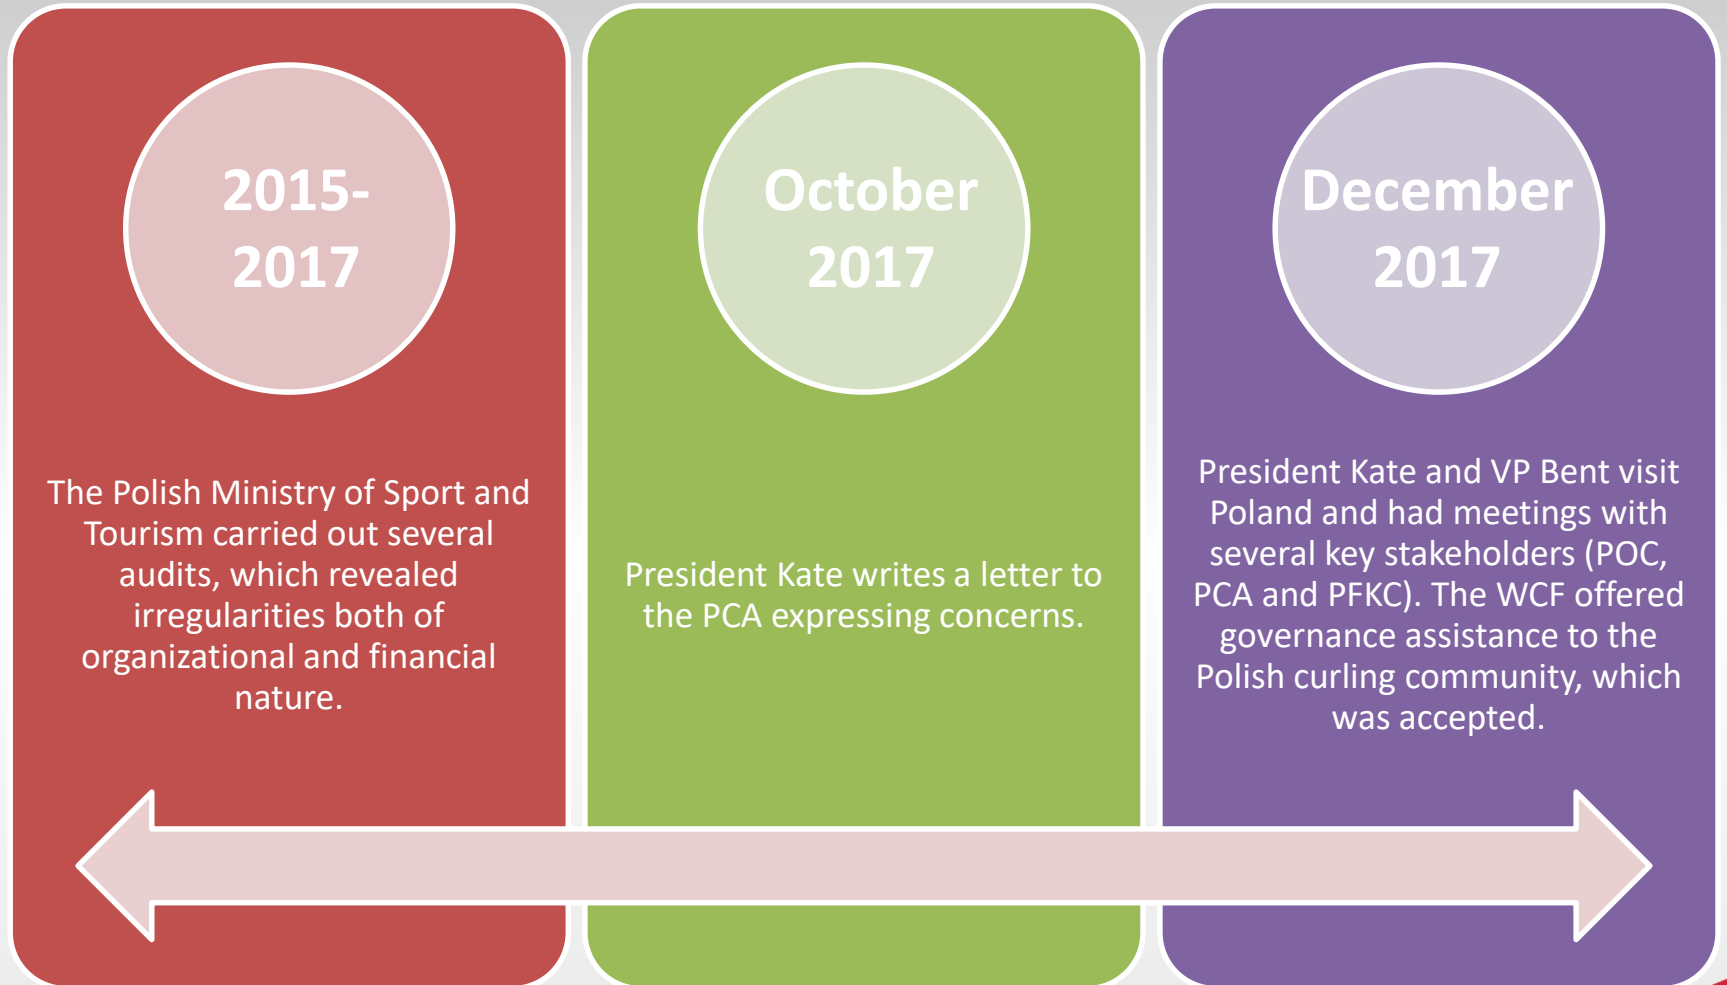 2015-
2017
The Polish Ministry of Sport and
Tourism carried out several
audits, which revealed
irregularities both of
organizational and financial
nature.
October
2017
President Kate writes a letter to
the PCA expressing concerns.
December
2017
President Kate and VP Bent visit
Poland and had meetings with
several key stakeholders (POC,
PCA and PFKC). The WCF offered
governance assistance to the
Polish curling community, which
was accepted.